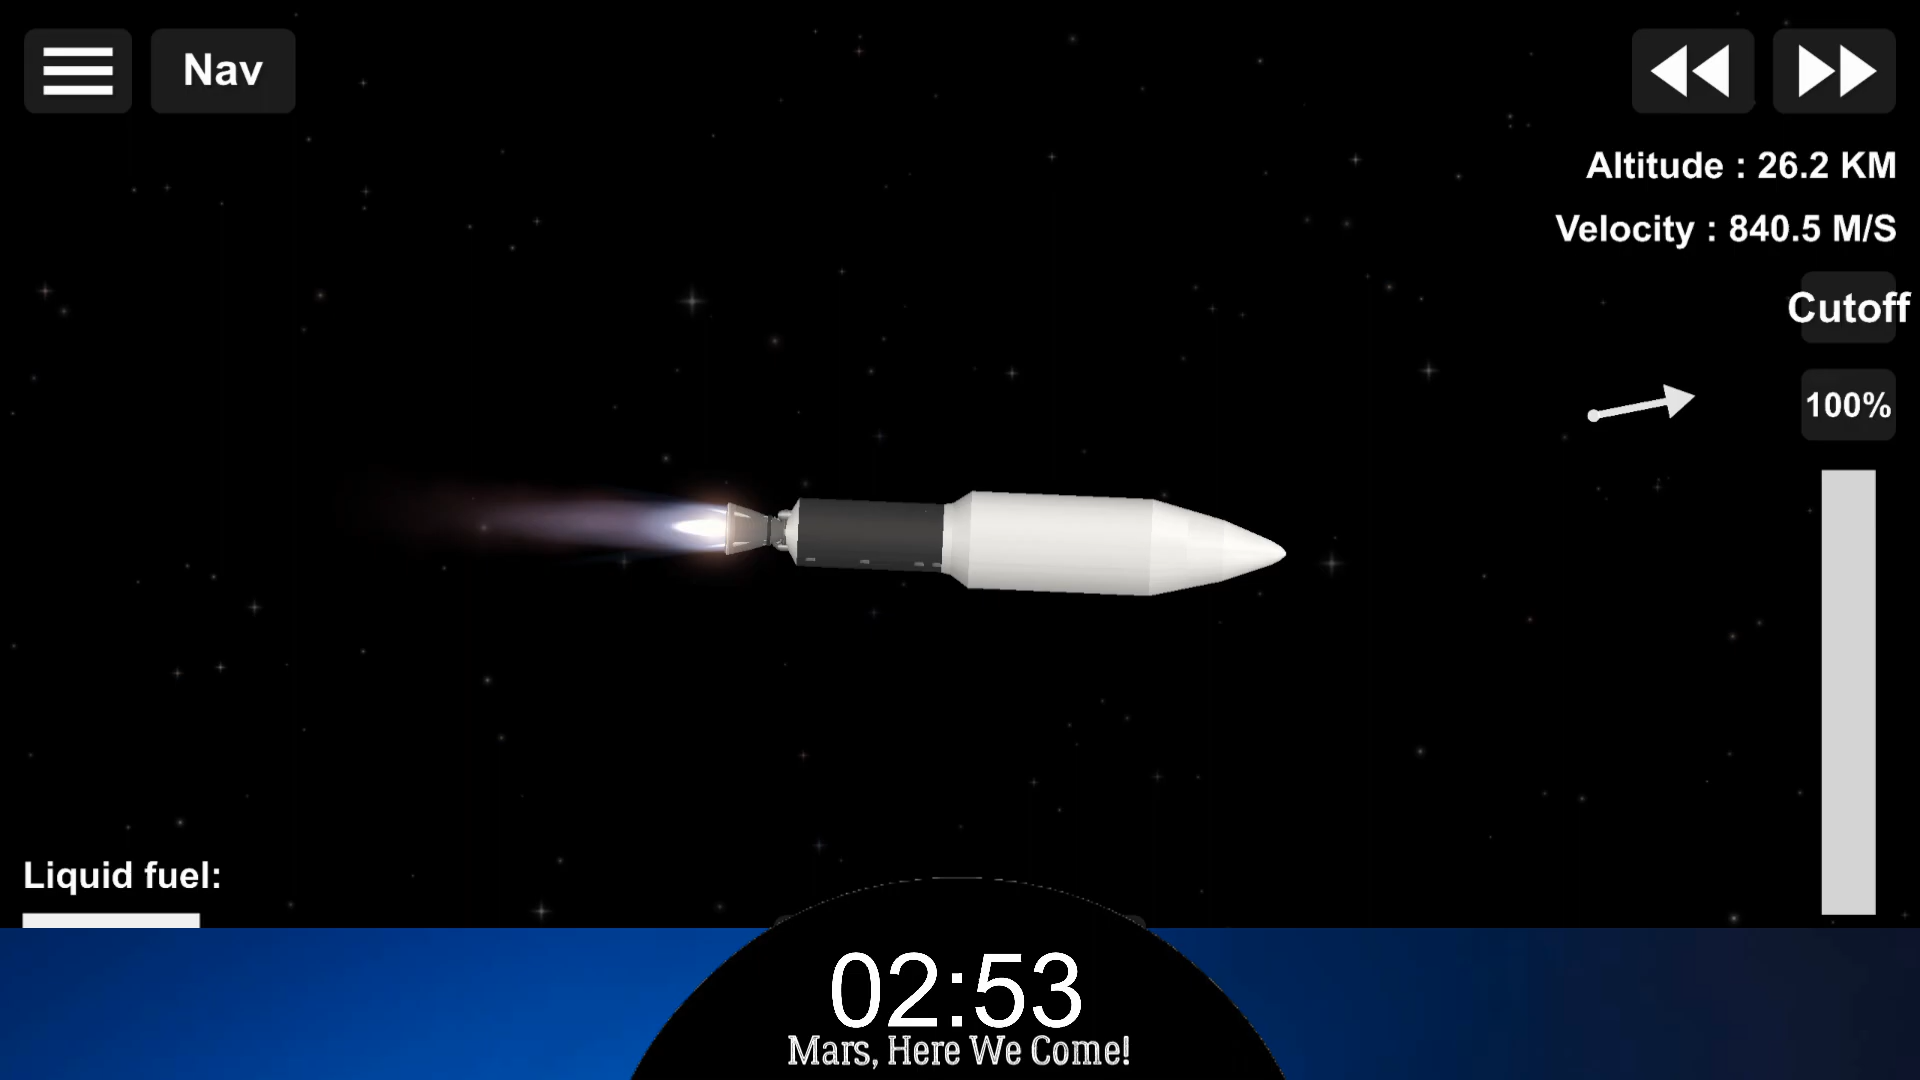 Nav
Altitude : 26.2 KM
Velocity : 840.5 M/S
Cutoff
100%
Liquid fuel:
02:53
Mars, Here We Come!